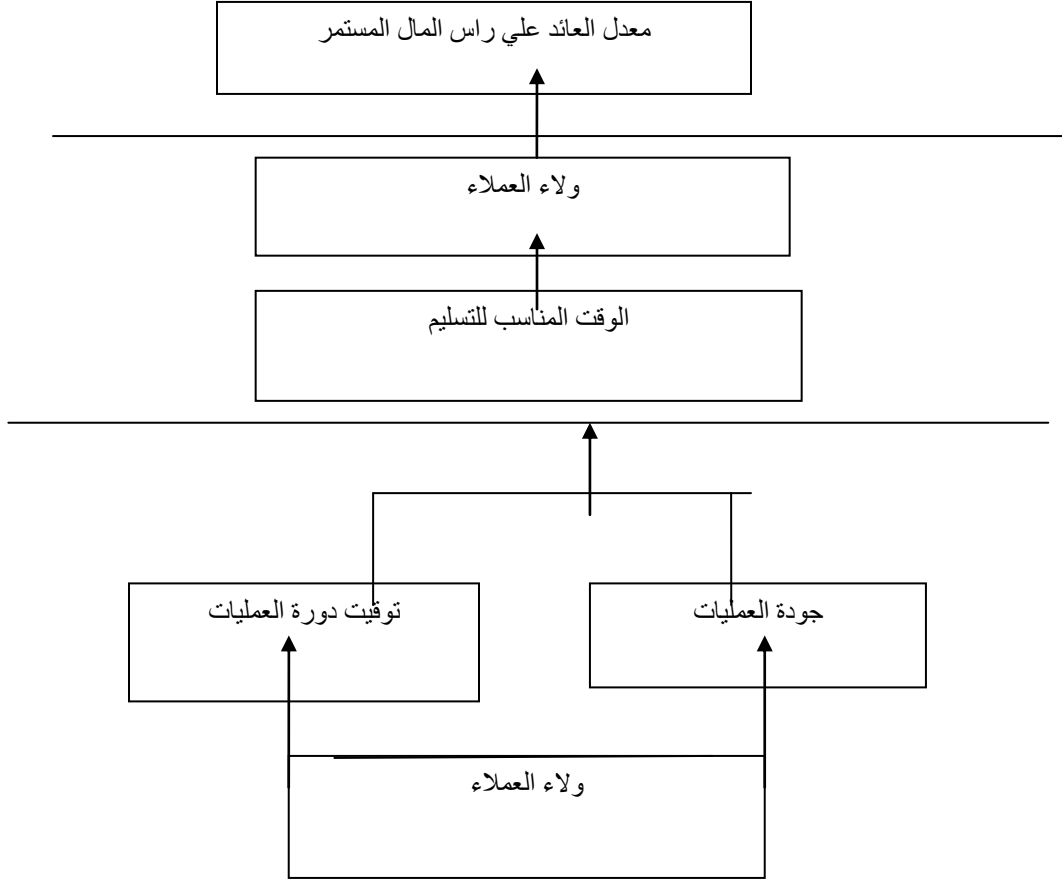 معدل العائد علي راس المال المستمر
ولاء العملاء
الوقت المناسب للتسليم
جودة العمليات
توقيت دورة العمليات
ولاء العملاء